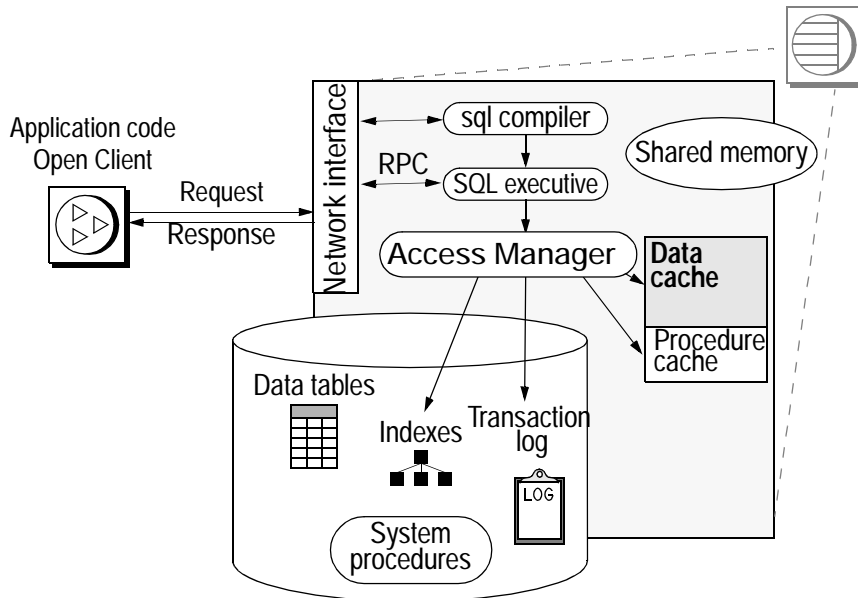 Application code
Open Client
Request
Response
Network interface
sql compiler
RPC
SQL executive
Shared memory
Access Manager
Data
cache
Procedure
cache
Data tables
Indexes
Transaction
log
LOG
System
procedures